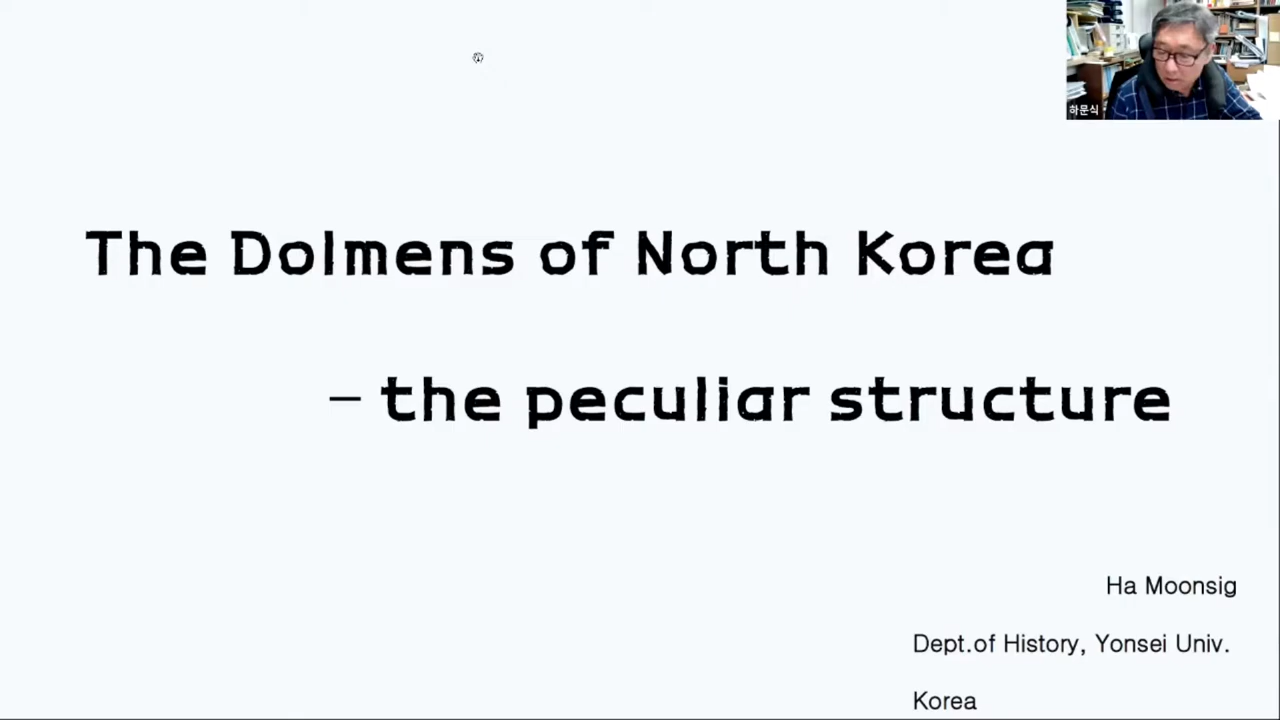 하문식
The Dolmens of North Korea
– the peculiar structure
Ha Moonsig
Dept.of History, Yonsei Univ.
Korea